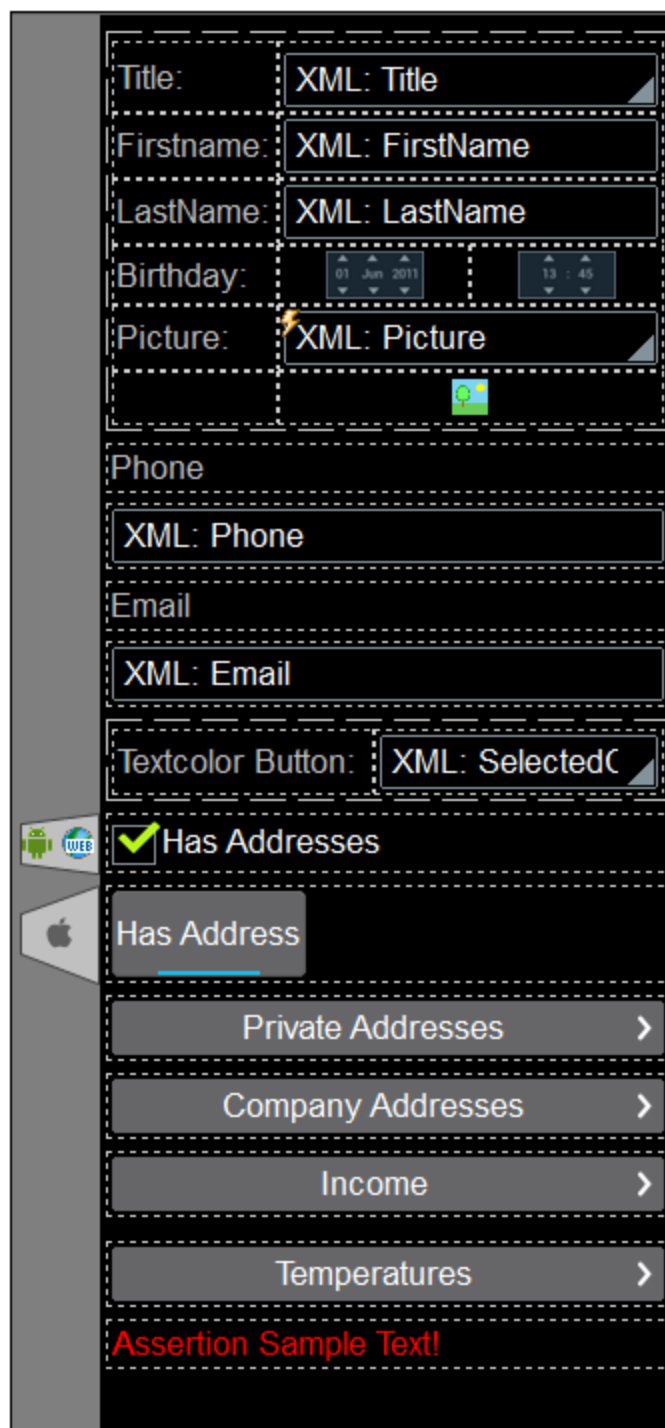 Title: XML: Title
Firstname: XML: FirstName
LastName: XML: LastName
Birthday: 01 Jun 2011 13 : 45
Picture: XML: Picture
Phone
XML: Phone
Email
XML: Email
Textcolor Button: XML: SelectedC
WEB Has Addresses
Has Address
Private Addresses
Company Addresses
Income
Temperatures
Assertion Sample Text!